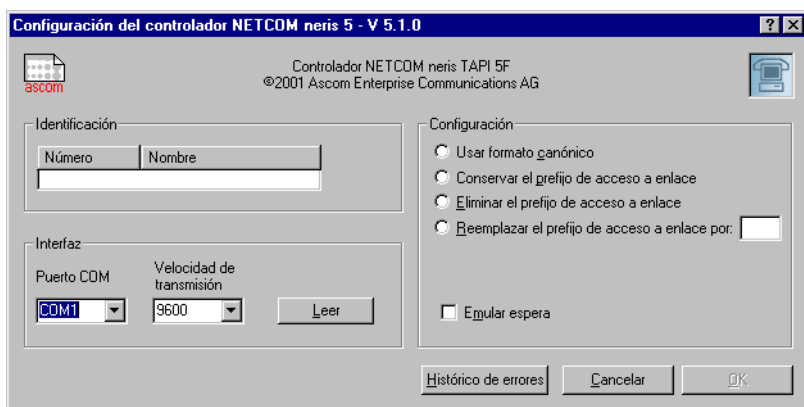 Configuración del controlador NETCOM neris 5 - V 5.1.0
ascom
Controlador NETCOM neris TAPI 5F
©2001 Ascom Enterprise Communications AG
Identificación
Número Nombre
Interfaz
Puerto COM
Velocidad de
transmisión
COM1 9600 Leer
Configuración
Usar formato canónico
Conservar el prefijo de acceso a enlace
Eliminar el prefijo de acceso a enlace
Reemplazar el prefijo de acceso a enlace por:
Emular espera
Histórico de errores Cancelar OK